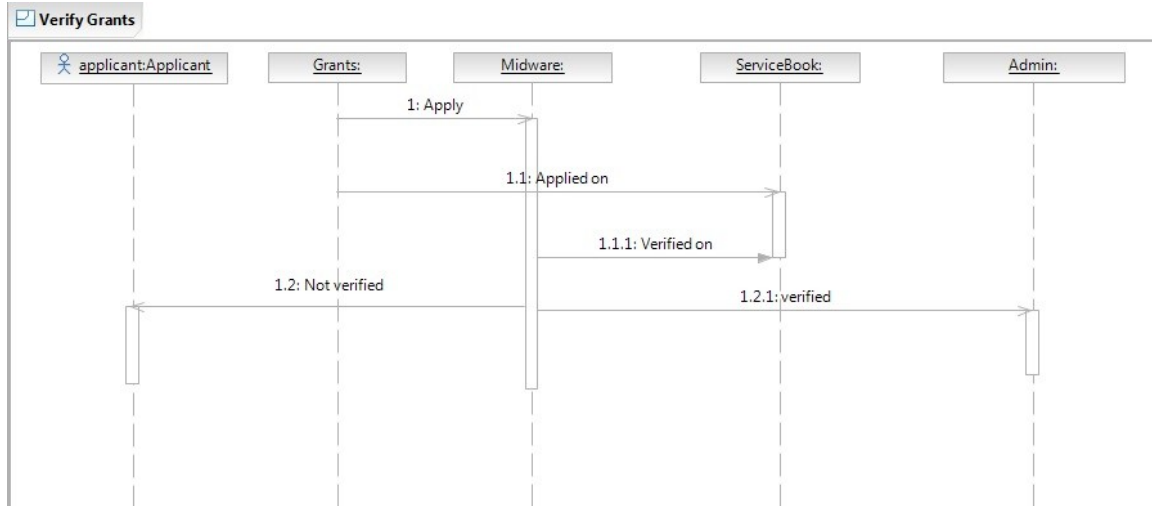 Verify Grants
applicant:Applicant
Grants:
Midware:
ServiceBook:
Admin:
1: Apply
1.1: Applied on
1.1.1: Verified on
1.2: Not verified
1.2.1: verified